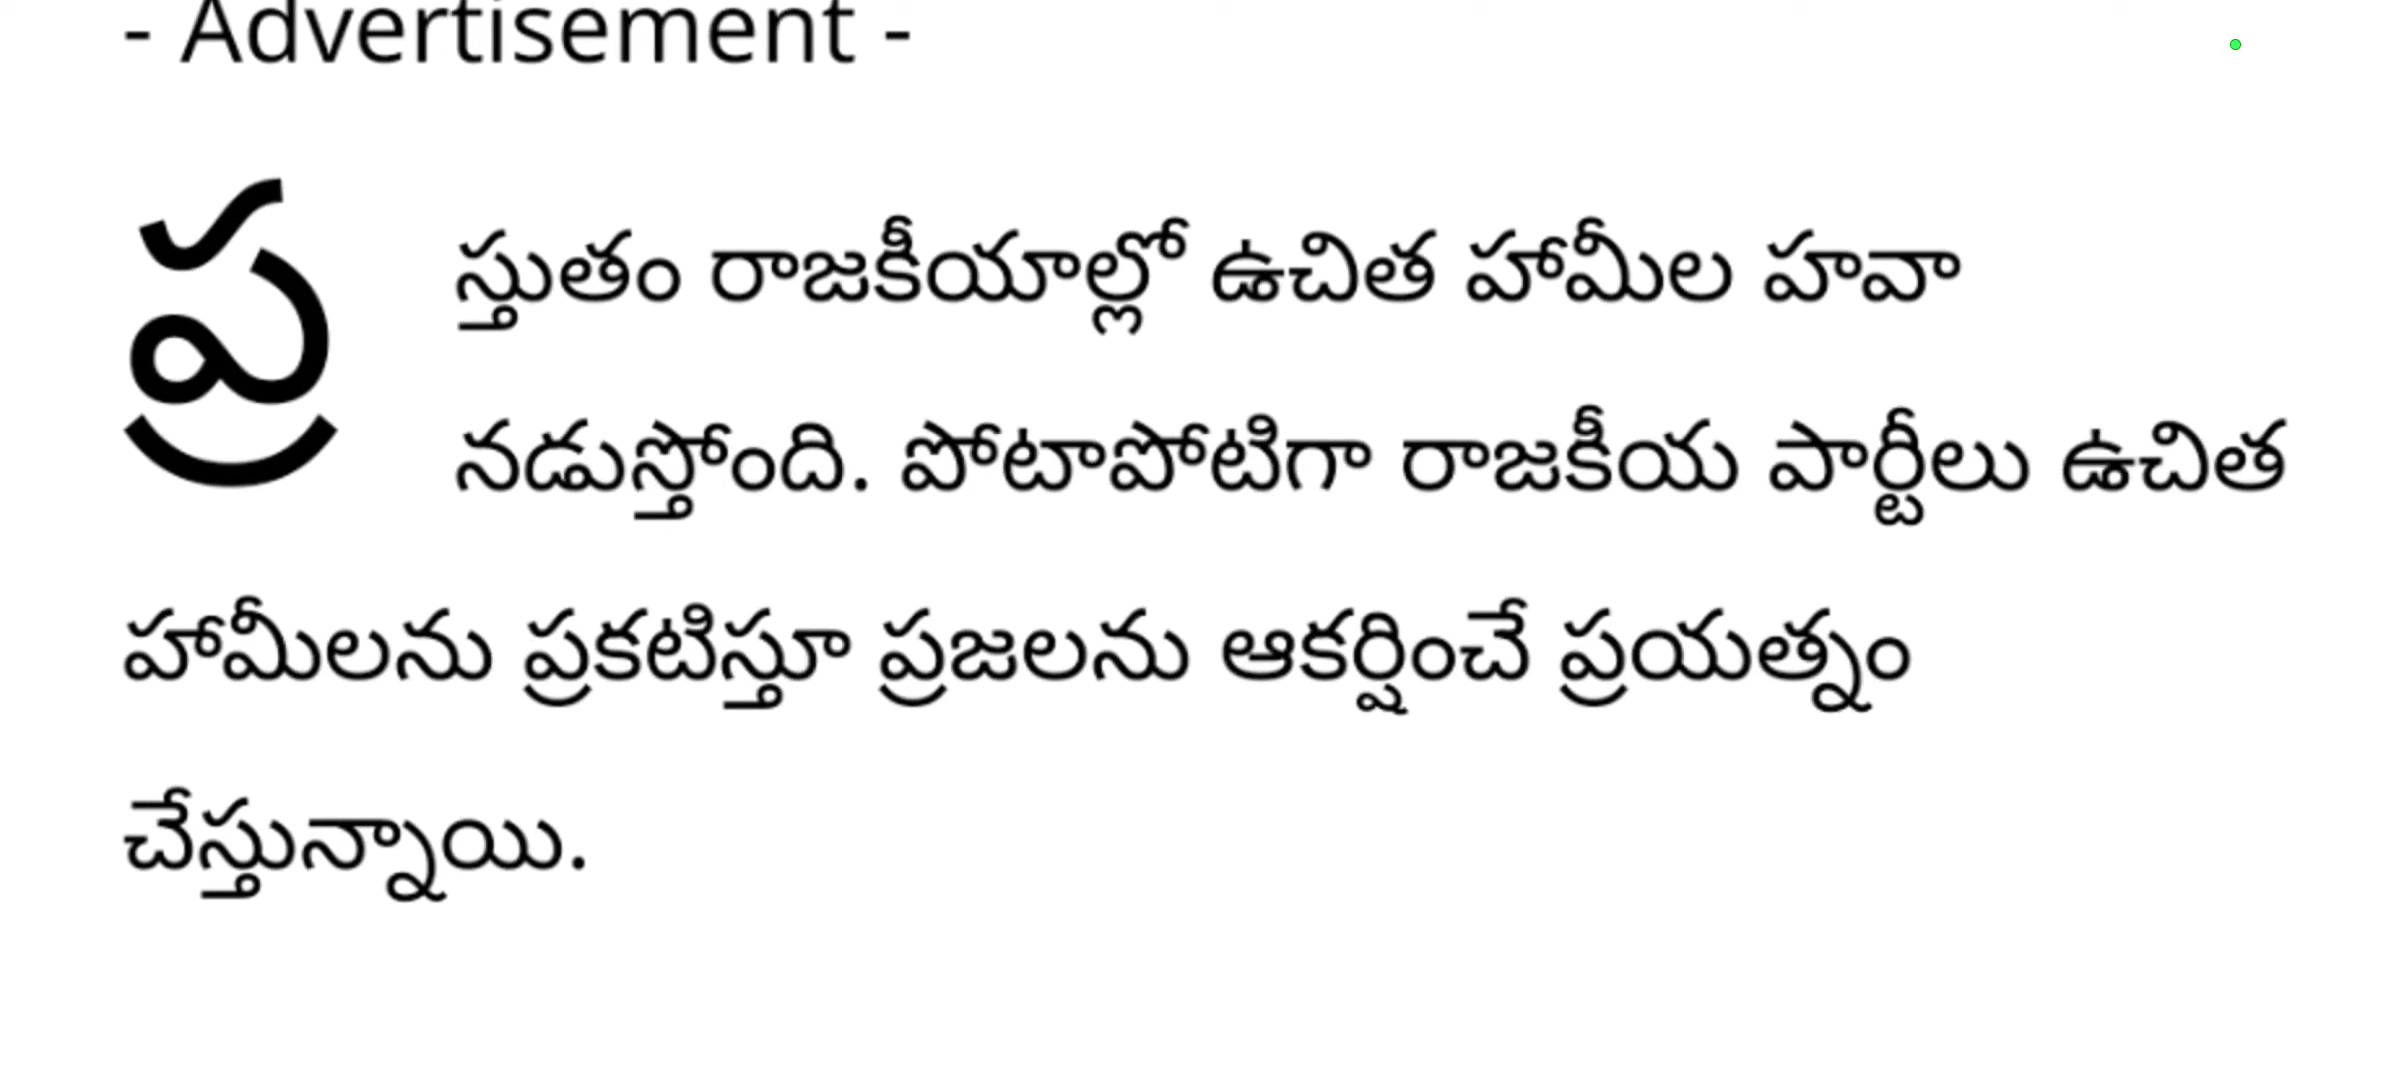 - Advertisement -
ప్రస్తుతం రాజకీయాల్లో ఉచిత హామీల హవా
నడుస్తోంది. పోటాపోటిగా రాజకీయ పార్టీలు ఉచిత
హామీలను ప్రకటిస్తూ ప్రజలను ఆకర్షించే ప్రయత్నం
చేస్తున్నాయి.